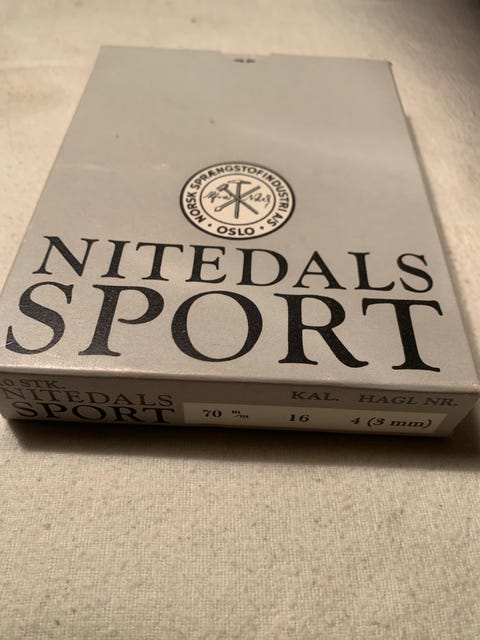 NORSK SPRÆNGSTOFINDUSTRI A/S
· OSLO ·
NITEDALS
SPORT
10 STK.
NITEDALS
SPORT
70 m/m
KAL.
16
HAGL NR.
4 (3 mm)